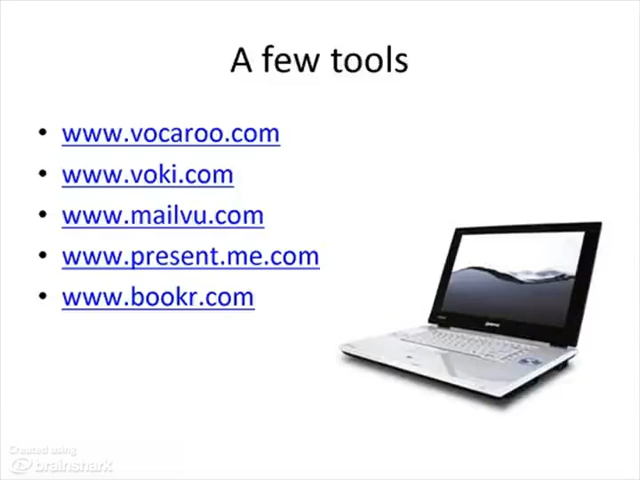 A few tools
• www.vocaroo.com
• www.voki.com
• www.mailvu.com
• www.present.me.com
• www.bookr.com
Created using
brainshark